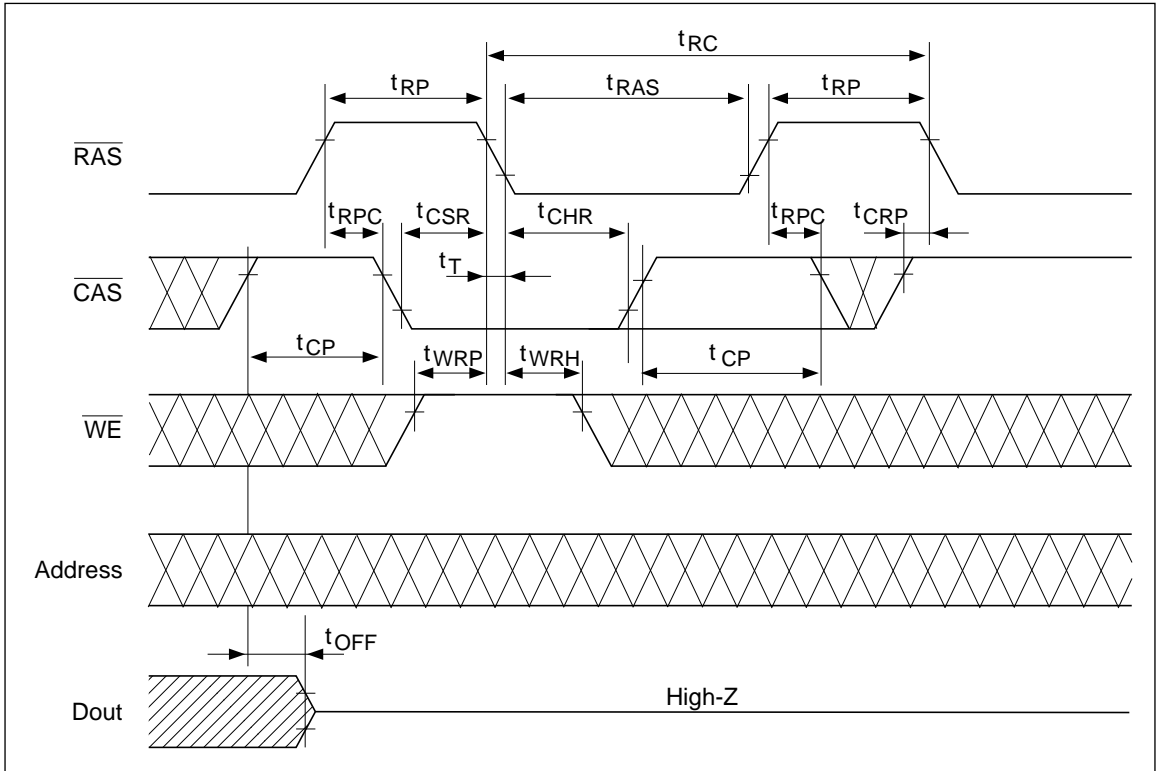 tRC
tRP tRAS tRP
RAS
tRPC tCSR tCHR tRPC tCRP
tT
CAS
tCP tWRP tWRH tCP
WE
Address
tOFF
High-Z
Dout